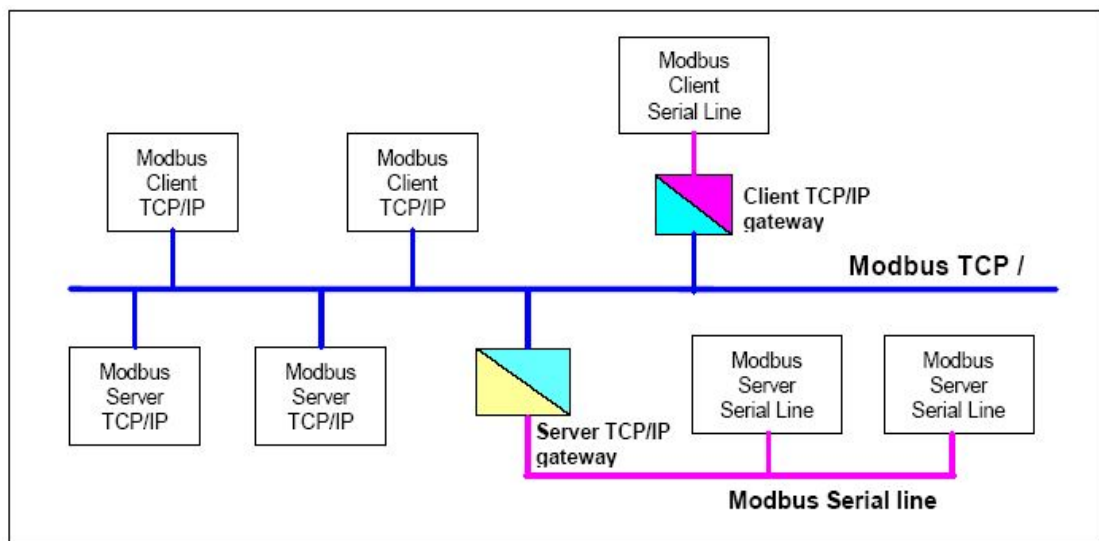 Modbus
Client
Serial Line
Modbus
Client
TCP/IP
Modbus
Client
TCP/IP
Client TCP/IP
gateway
Modbus TCP /
Modbus
Server
TCP/IP
Modbus
Server
TCP/IP
Server TCP/IP
gateway
Modbus
Server
Serial Line
Modbus
Server
Serial Line
Modbus Serial line